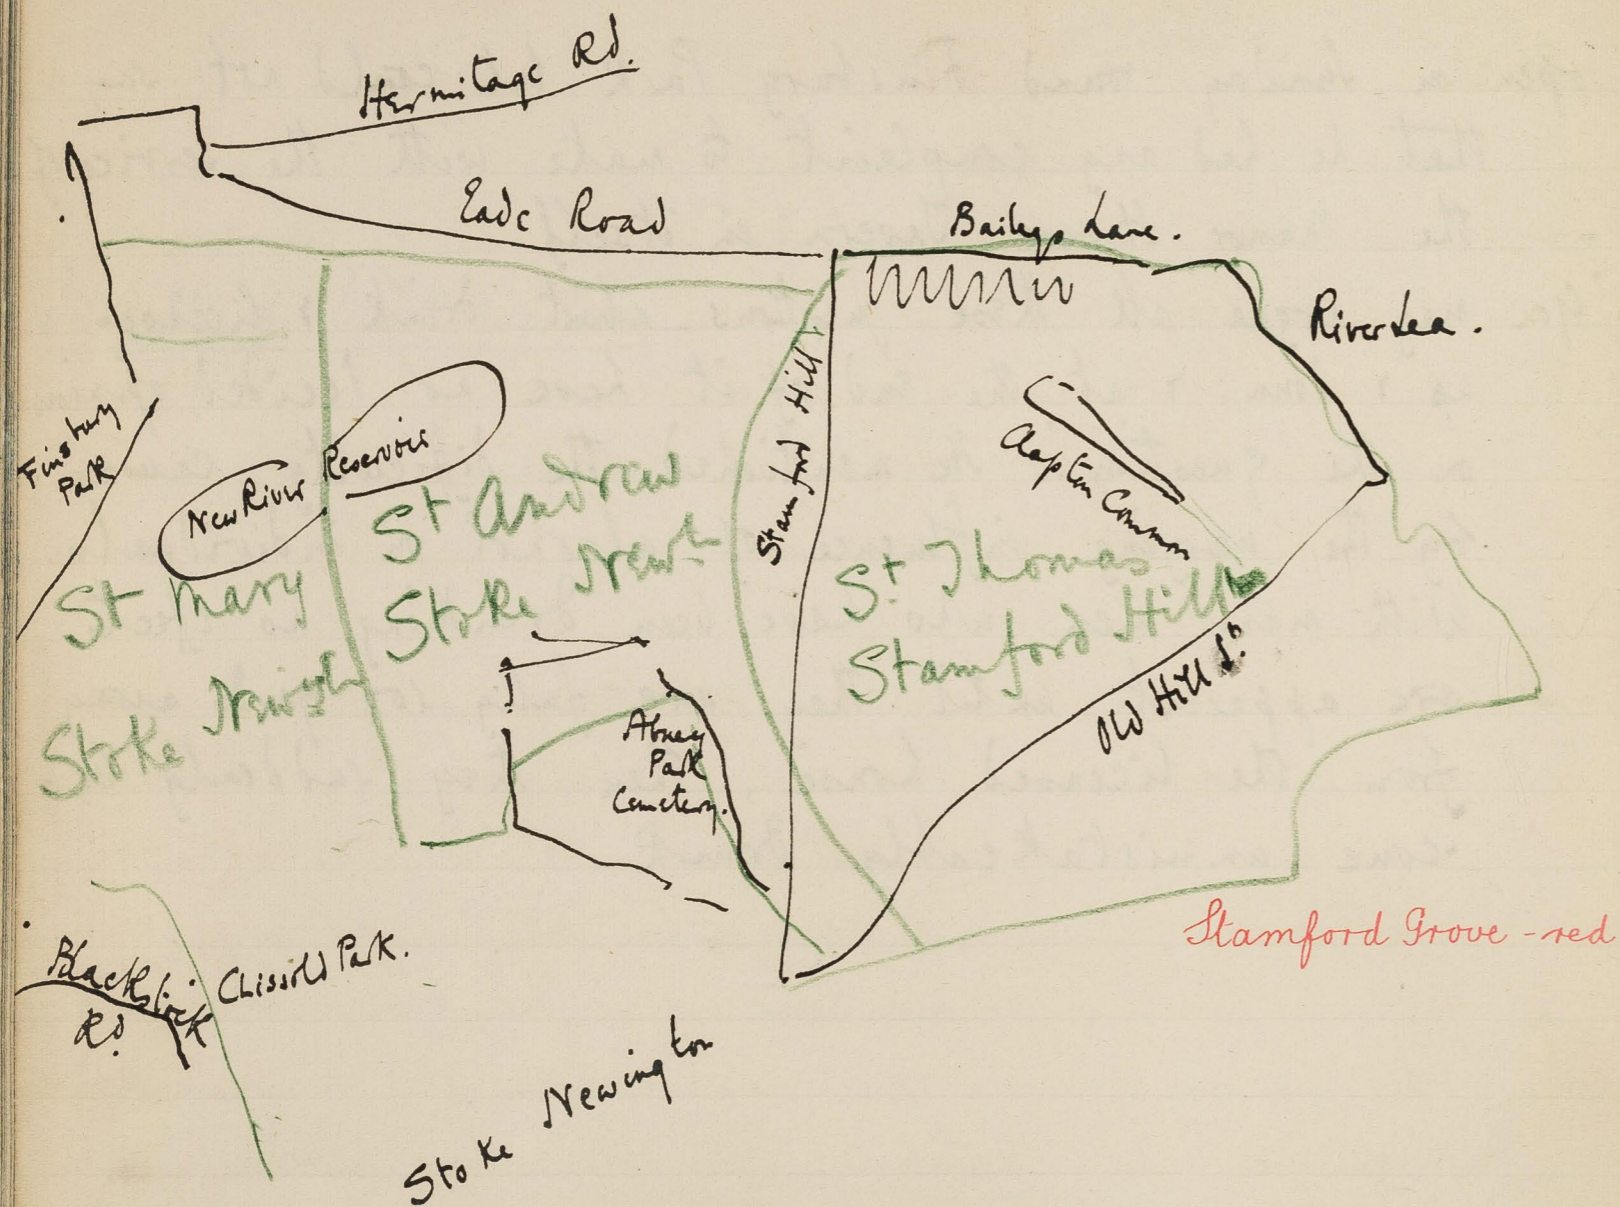 Hermitage Rd.
Eade Road
Baileys Lane.
River Lea.
Finsbury
Park
New River Reservoir
Stamford Hill
Clapton Common
St Mary
Stoke Newgth
St Andrew
Stoke Newth
St Thomas
Stamford Hill
Old Hill St
Abney
Park
Cemetery.
Stamford Grove - red
Blackstock
Rd.
Clissold Park.
Stoke Newington